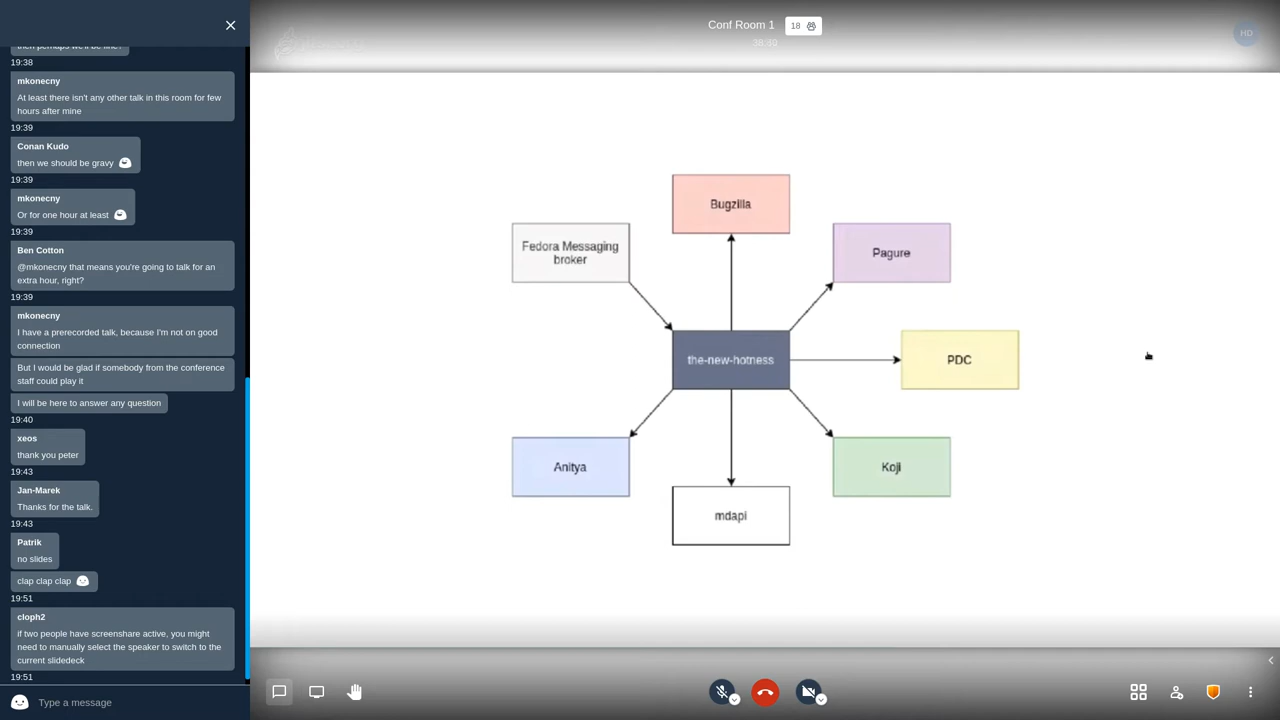 then perhaps we'll be fine?
19:38
mkonecny
At least there isn't any other talk in this room for few
hours after mine
19:39
Conan Kudo
then we should be gravy
19:39
mkonecny
Or for one hour at least
19:39
Ben Cotton
@mkonecny that means you're going to talk for an
extra hour, right?
19:39
mkonecny
I have a prerecorded talk, because I'm not on good
connection
But I would be glad if somebody from the conference
staff could play it
I will be here to answer any question
19:40
xeos
thank you peter
19:43
Jan-Marek
Thanks for the talk.
19:43
Patrik
no slides
clap clap clap
19:51
cloph2
if two people have screenshare active, you might
need to manually select the speaker to switch to the
current slidedeck
19:51
Type a message
Conf Room 1
18
38:30
HD
Bugzilla
Fedora Messaging
broker
Pagure
the-new-hotness
PDC
Anitya
Koji
mdapi